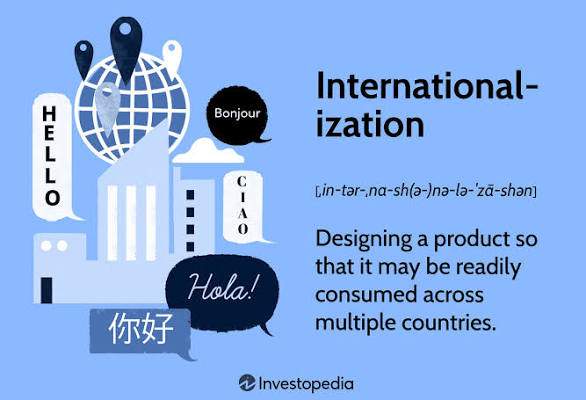 HELLO
Bonjour
CIAO
Hola!
你好
International-
ization
[ˌin-tər-ˌna-sh(ə-)nə-lə-ˈzā-shən]
Designing a product so
that it may be readily
consumed across
multiple countries.
Investopedia